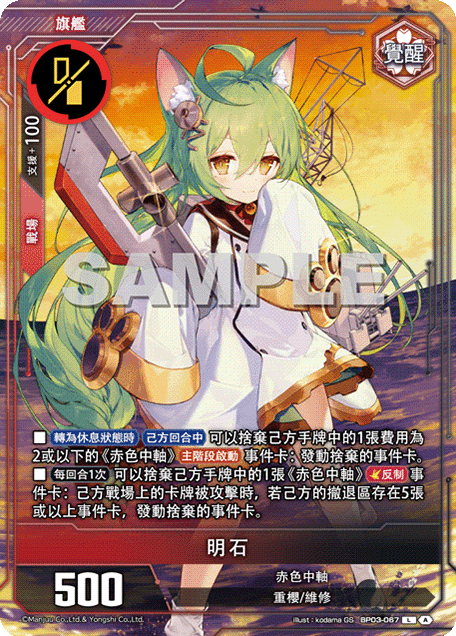 旗艦
覺醒
支援+100
戰場
SAMPLE
■ 轉為休息狀態時 己方回合中 可以捨棄己方手牌中的1張費用為
2或以下的《赤色中軸》主階段啟動 事件卡：發動捨棄的事件卡。
■ 每回合1次 可以捨棄己方手牌中的1張《赤色中軸》反制 事
件卡：己方戰場上的卡牌被攻擊時，若己方的撤退區存在5張
或以上事件卡，發動捨棄的事件卡。
明石
500
赤色中軸
重櫻/維修
©Manjuu Co.,Ltd.& Yongshi Co.,Ltd.
illust：kodama GS BP03-067 L A